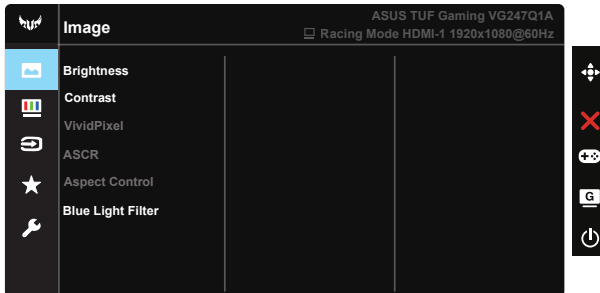 Image
ASUS TUF Gaming VG247Q1A
Racing Mode HDMI-1 1920x1080@60Hz
Brightness
Contrast
VividPixel
ASCR
Aspect Control
Blue Light Filter
G